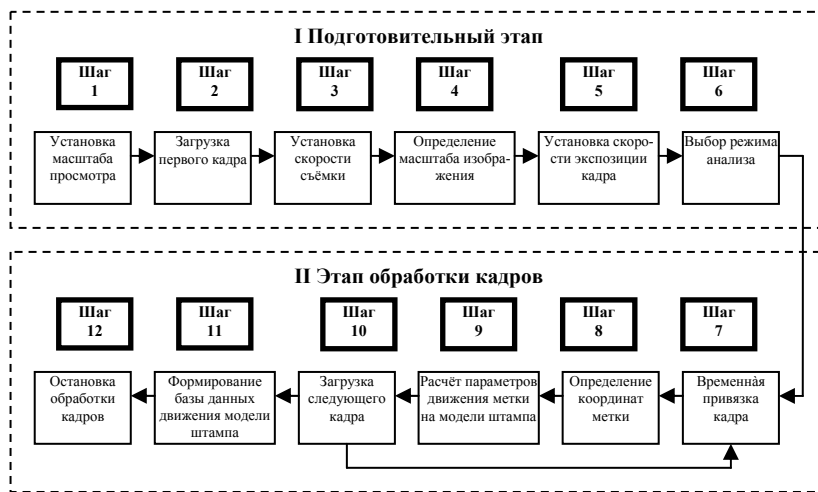 I Подготовительный этап
Шаг
1
Шаг
2
Шаг
3
Шаг
4
Шаг
5
Шаг
6
Установка
масштаба
просмотра
Загрузка
первого кадра
Установка
скорости
съёмки
Определение
масштаба изобра-
жения
Установка скоро-
сти экспозиции
кадра
Выбор режима
анализа
II Этап обработки кадров
Шаг
12
Шаг
11
Шаг
10
Шаг
9
Шаг
8
Шаг
7
Остановка
обработки
кадров
Формирование
базы данных
движения модели
штампа
Загрузка
следующего
кадра
Расчёт параметров
движения метки
на модели штампа
Определение
координат
метки
Временнàя
привязка
кадра